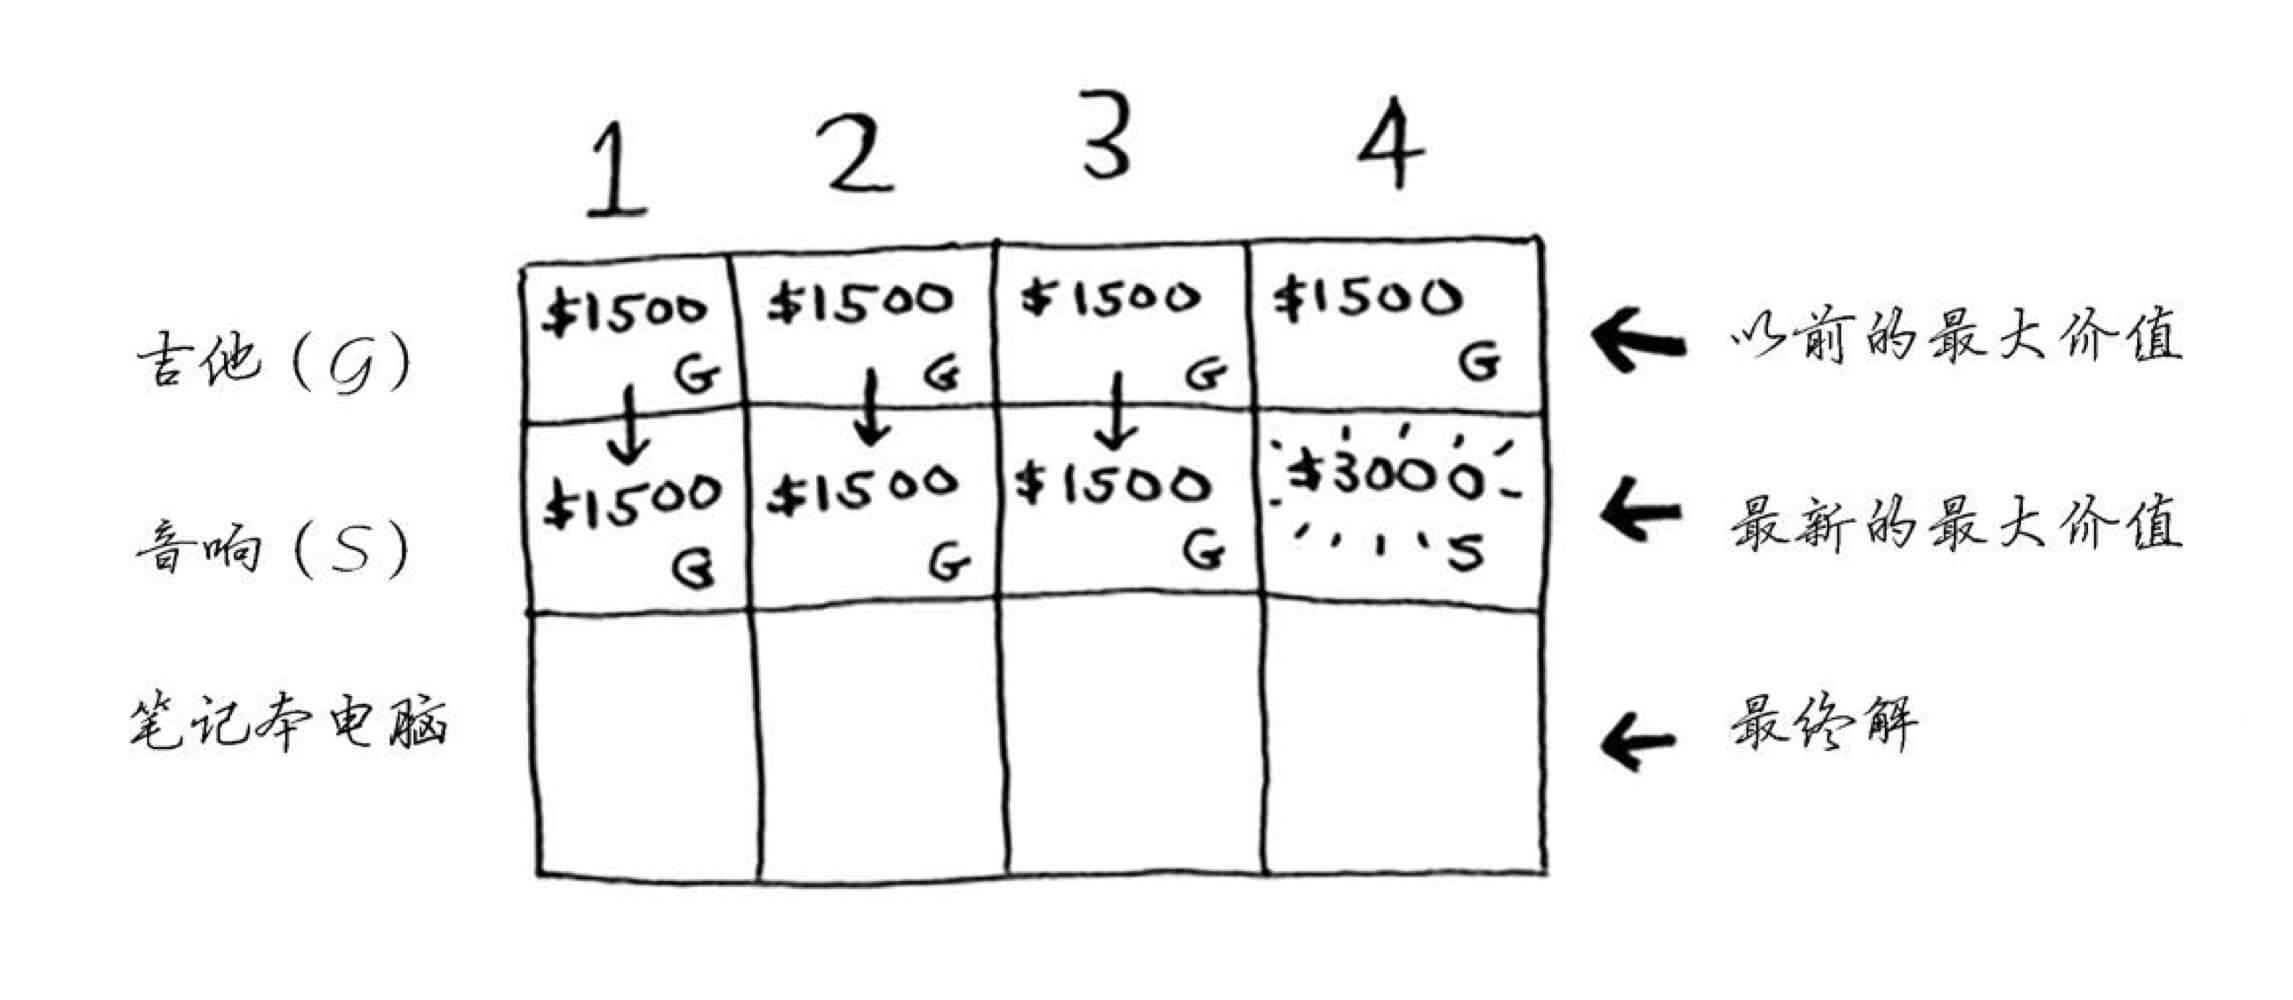 1 2 3 4
$1500 $1500 $1500 $1500
吉他(G) G G G G 以前的最大价值
$1500 $1500 $1500 $3000
音响(S) G G G S 最新的最大价值
笔记本电脑 最终解